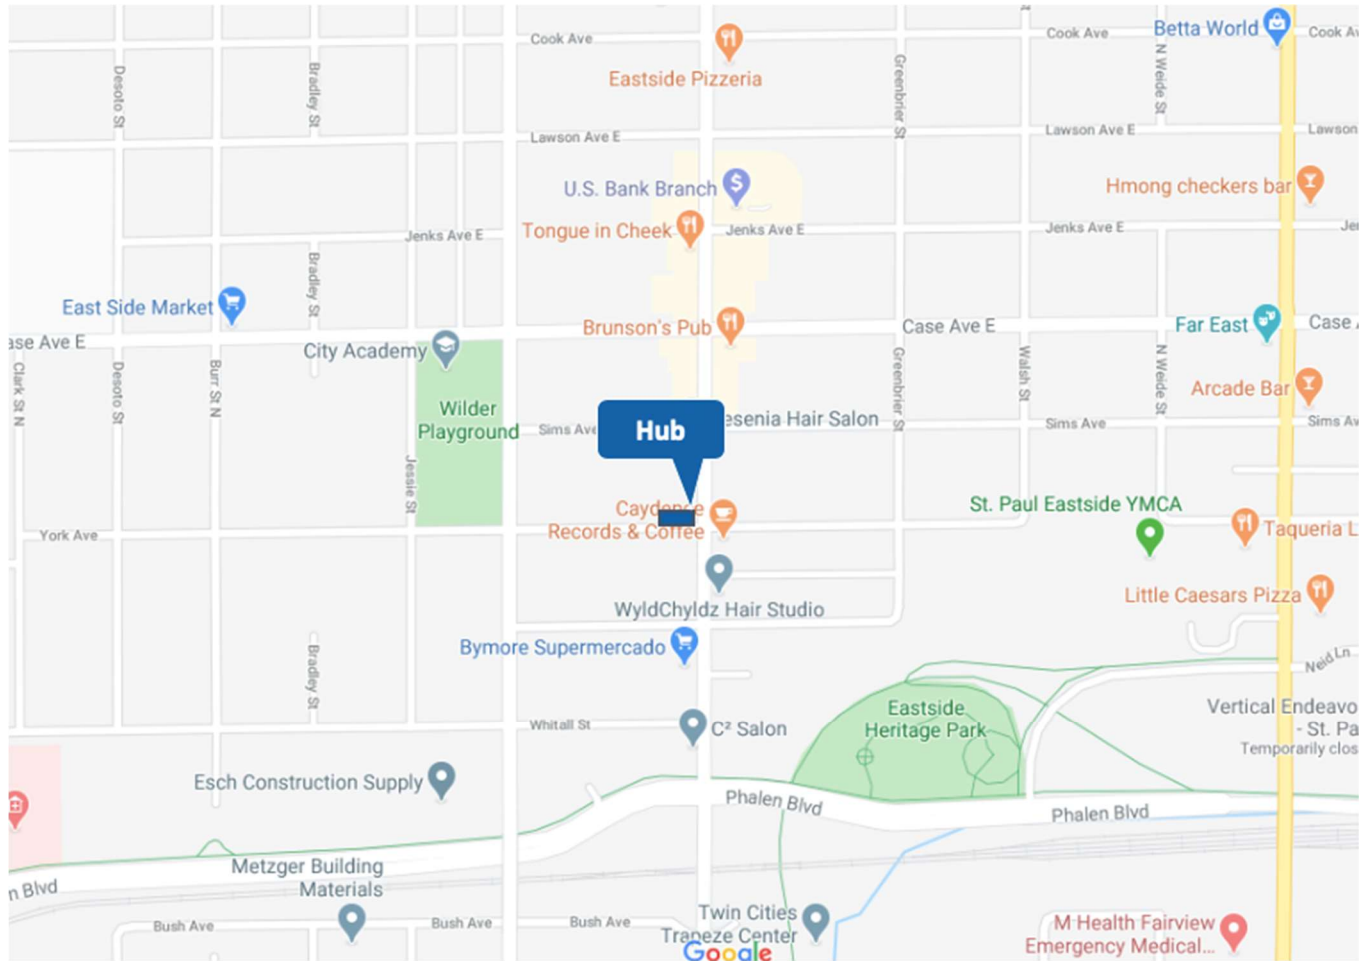 Cook Ave
Cook Ave
Betta World
Cook Av
Eastside Pizzeria
Desoto St
Bradley St
Greenbrier St
N Weide St
Lawson Ave E
Lawson Ave E
Lawson
U.S. Bank Branch
Hmong checkers bar
Tongue in Cheek
Jenks Ave E
Jenks Ave E
Jenks Ave E
Je
Bradley St
East Side Market
Brunson's Pub
Case Ave E
Far East
Case
ase Ave E
City Academy
Clark St N
Desoto St
Burr St N
Greenbrier St
Walsh St
N Weide St
Arcade Bar
Wilder
Playground
Sims Ave
Hub
esenia Hair Salon
Sims Ave
Sims Av
Jessie St
Caydence
Records & Coffee
St. Paul Eastside YMCA
Taqueria L
York Ave
WyldChyldz Hair Studio
Little Caesars Pizza
Bymore Supermercado
Bradley St
Neid Ln
Whitall St
C² Salon
Eastside
Heritage Park
Vertical Endeavo
- St. Pa
Temporarily clos
Esch Construction Supply
Phalen Blvd
Phalen Blvd
n Blvd
Metzger Building
Materials
Bush Ave
Bush Ave
Bush Ave
Twin Cities
Trapeze Center
M Health Fairview
Emergency Medical...
Google